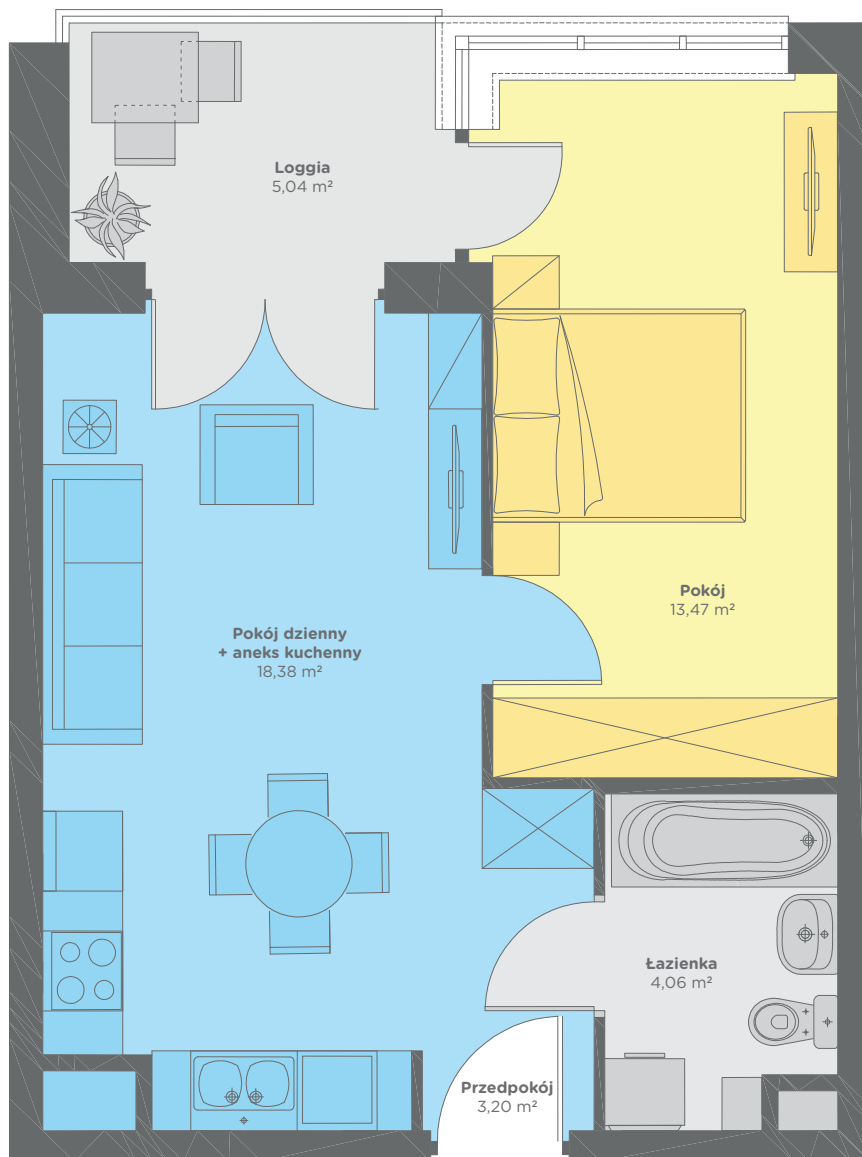 Loggia
5,04 m²
Pokój
13,47 m²
Pokój dzienny
+ aneks kuchenny
18,38 m²
Łazienka
4,06 m²
Przedpokój
3,20 m²